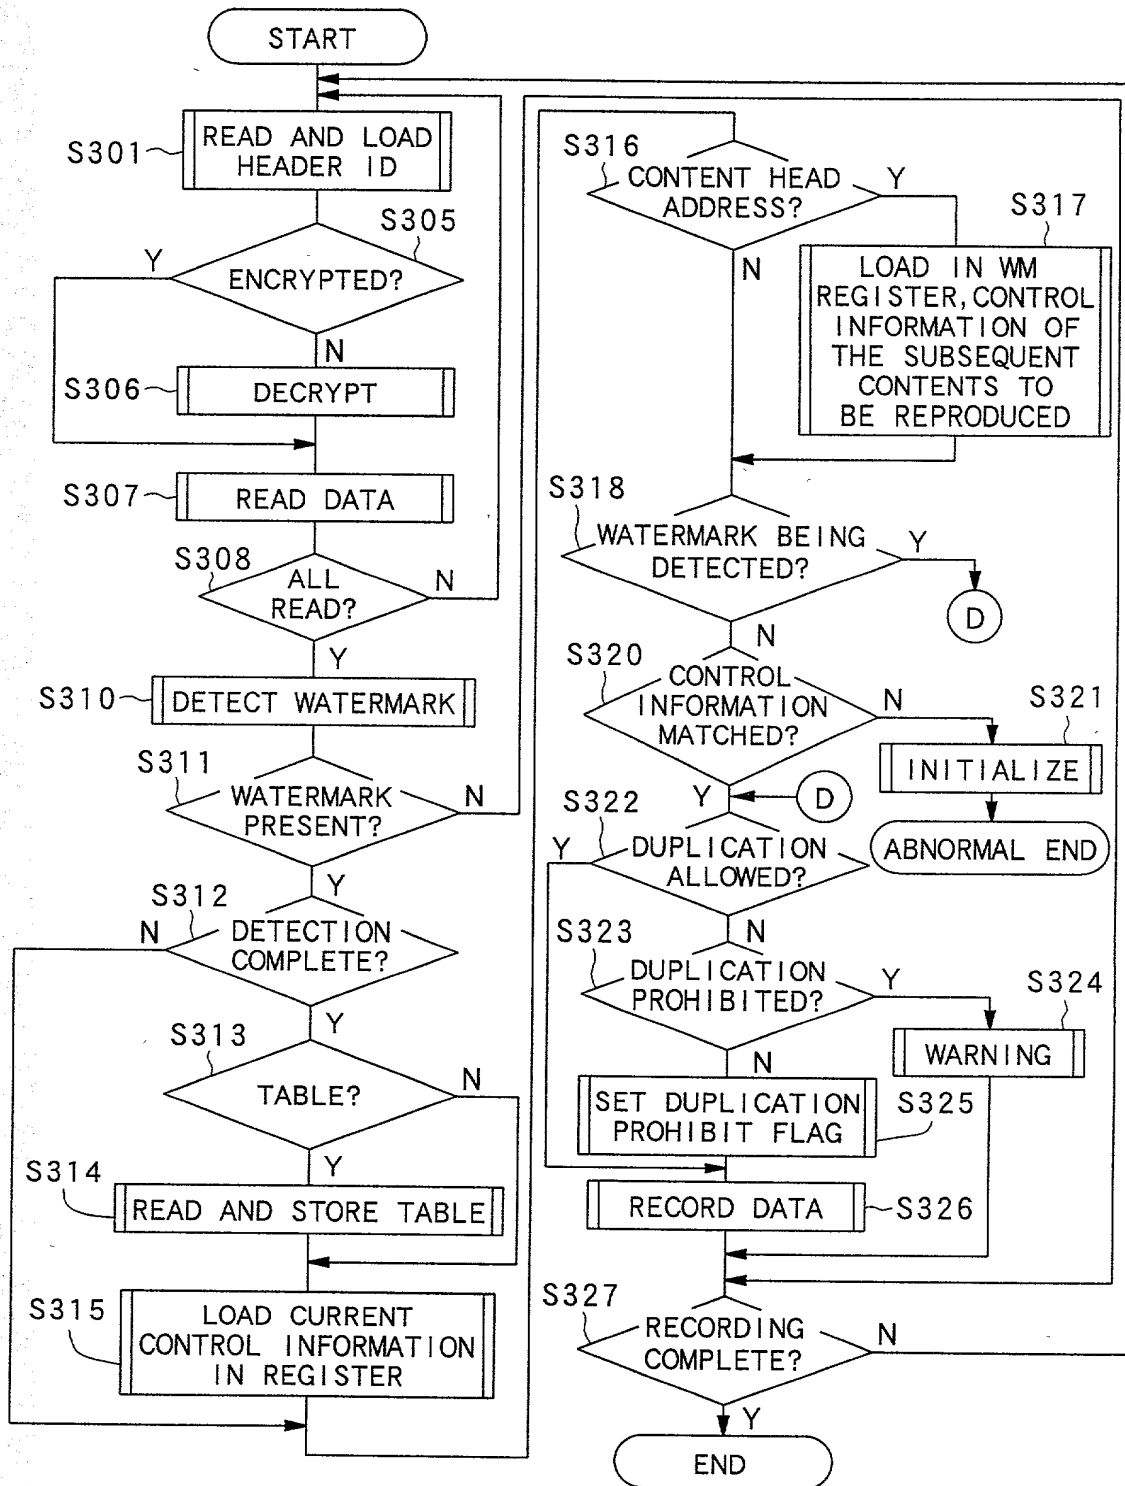 START
S301
READ AND LOAD
HEADER ID
S305
Y
ENCRYPTED?
N
S306
DECRYPT
S307
READ DATA
S308
ALL
READ?
N
Y
S310
DETECT WATERMARK
S311
WATERMARK
PRESENT?
N
Y
S312
N
DETECTION
COMPLETE?
Y
S313
TABLE?
N
Y
S314
READ AND STORE TABLE
S315
LOAD CURRENT
CONTROL INFORMATION
IN REGISTER
S316
CONTENT HEAD
ADDRESS?
Y
N
S317
LOAD IN WM
REGISTER, CONTROL
INFORMATION OF
THE SUBSEQUENT
CONTENTS TO
BE REPRODUCED
S318
WATERMARK BEING
DETECTED?
Y
D
N
S320
CONTROL
INFORMATION
MATCHED?
N
S321
INITIALIZE
ABNORMAL END
Y
D
S322
Y
DUPLICATION
ALLOWED?
N
S323
DUPLICATION
PROHIBITED?
Y
S324
WARNING
N
SET DUPLICATION
PROHIBIT FLAG
S325
RECORD DATA
S326
S327
RECORDING
COMPLETE?
N
Y
END